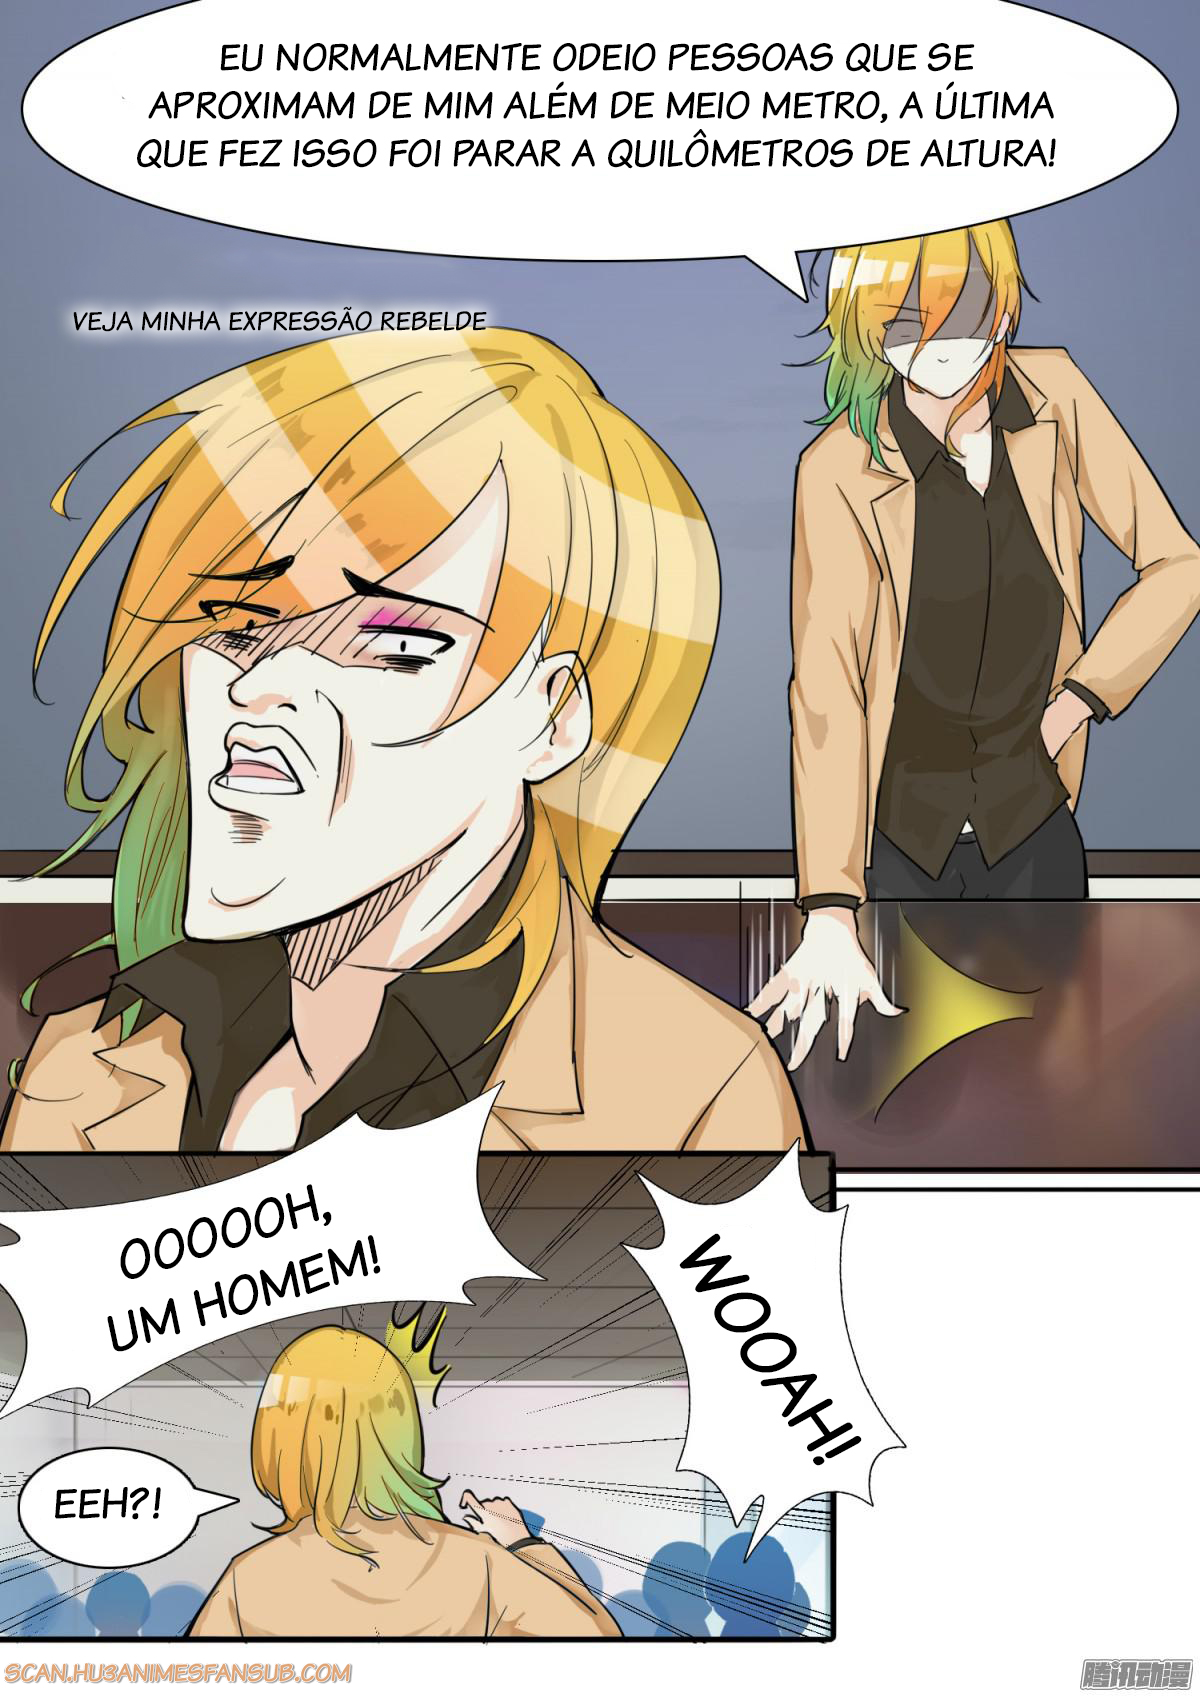 EU NORMALMENTE ODEIO PESSOAS QUE SE
APROXIMAM DE MIM ALÉM DE MEIO METRO, A ÚLTIMA
QUE FEZ ISSO FOI PARAR A QUILÔMETROS DE ALTURA!
VEJA MINHA EXPRESSÃO REBELDE
OOOOOH,
UM HOMEM!
WOOAH!
EEH?!
SCAN.HU3ANIMESFANSUB.COM
腾讯动漫